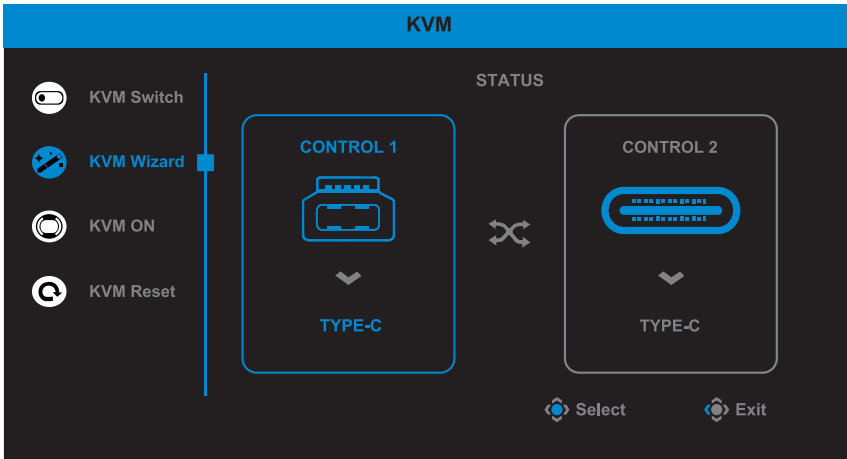 KVM
KVM Switch
KVM Wizard
KVM ON
KVM Reset
STATUS
CONTROL 1
TYPE-C
CONTROL 2
TYPE-C
Select
Exit